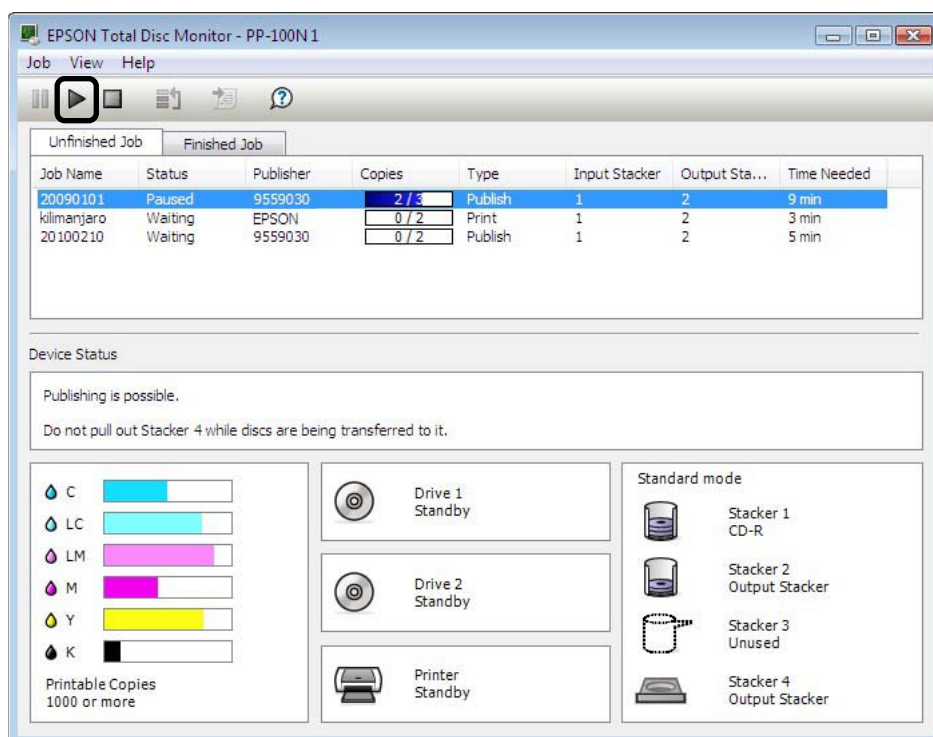 EPSON Total Disc Monitor - PP-100N 1
Job View Help
Unfinished Job Finished Job
Job Name Status Publisher Copies Type Input Stacker Output Sta... Time Needed
20090101 Paused 9559030 2 / 3 Publish 1 2 9 min
kilimanjaro Waiting EPSON 0 / 2 Print 1 2 3 min
20100210 Waiting 9559030 0 / 2 Publish 1 2 5 min
Device Status
Publishing is possible.
Do not pull out Stacker 4 while discs are being transferred to it.
C
LC
LM
M
Y
K
Printable Copies
1000 or more
Drive 1
Standby
Drive 2
Standby
Printer
Standby
Standard mode
Stacker 1
CD-R
Stacker 2
Output Stacker
Stacker 3
Unused
Stacker 4
Output Stacker